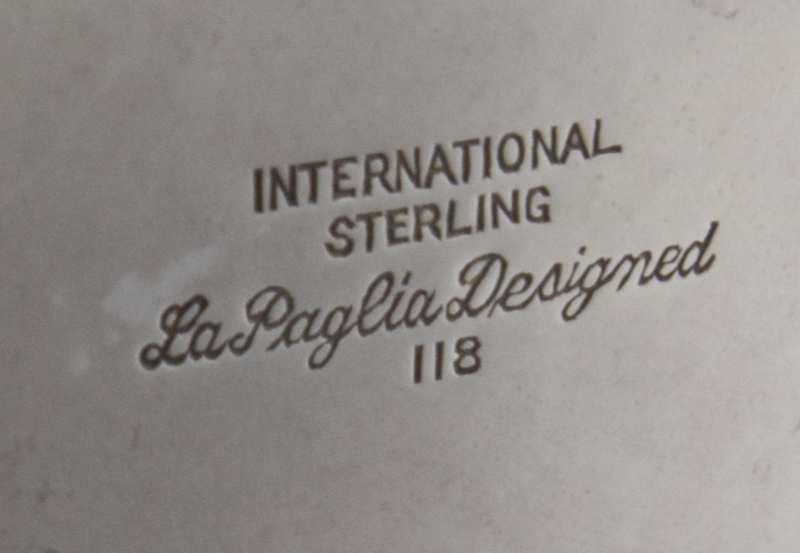 INTERNATIONAL
STERLING
La Paglia Designed
118